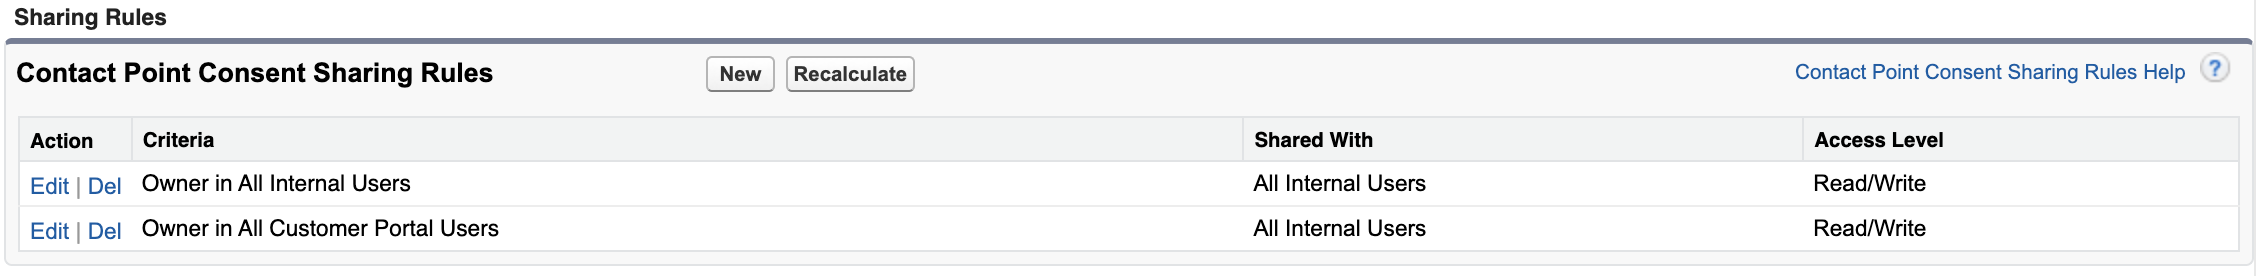 Sharing Rules
Contact Point Consent Sharing Rules New Recalculate Contact Point Consent Sharing Rules Help ?
Action Criteria Shared With Access Level
Edit | Del Owner in All Internal Users All Internal Users Read/Write
Edit | Del Owner in All Customer Portal Users All Internal Users Read/Write